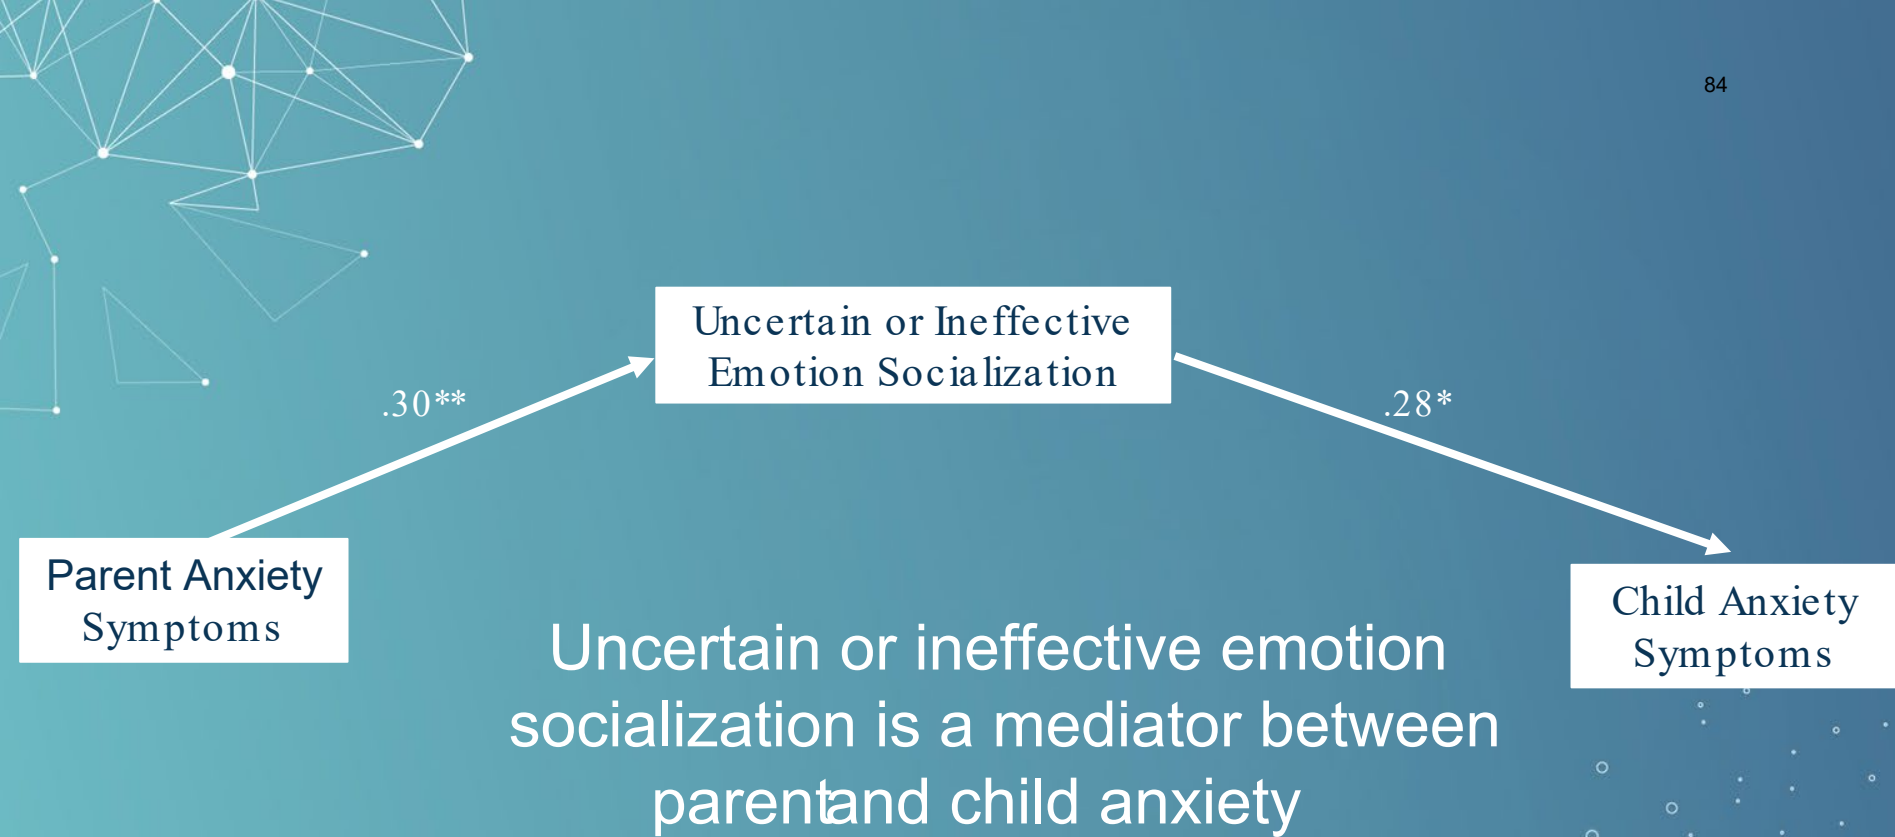 84
Uncertain or Ineffective
Emotion Socialization
.30**
.28*
Parent Anxiety
Symptoms
Child Anxiety
Symptoms
Uncertain or ineffective emotion
socialization is a mediator between
parentand child anxiety